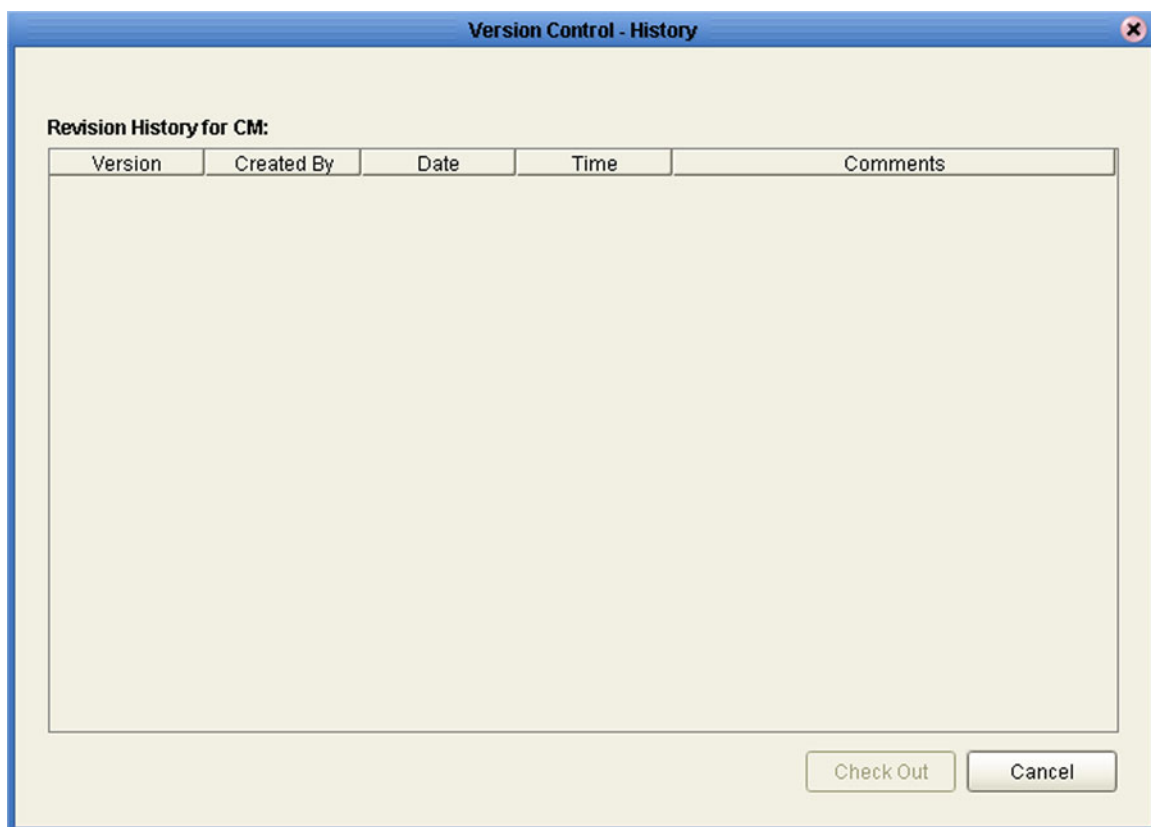 Version Control - History
Revision History for CM:
Version Created By Date Time Comments
Check Out Cancel